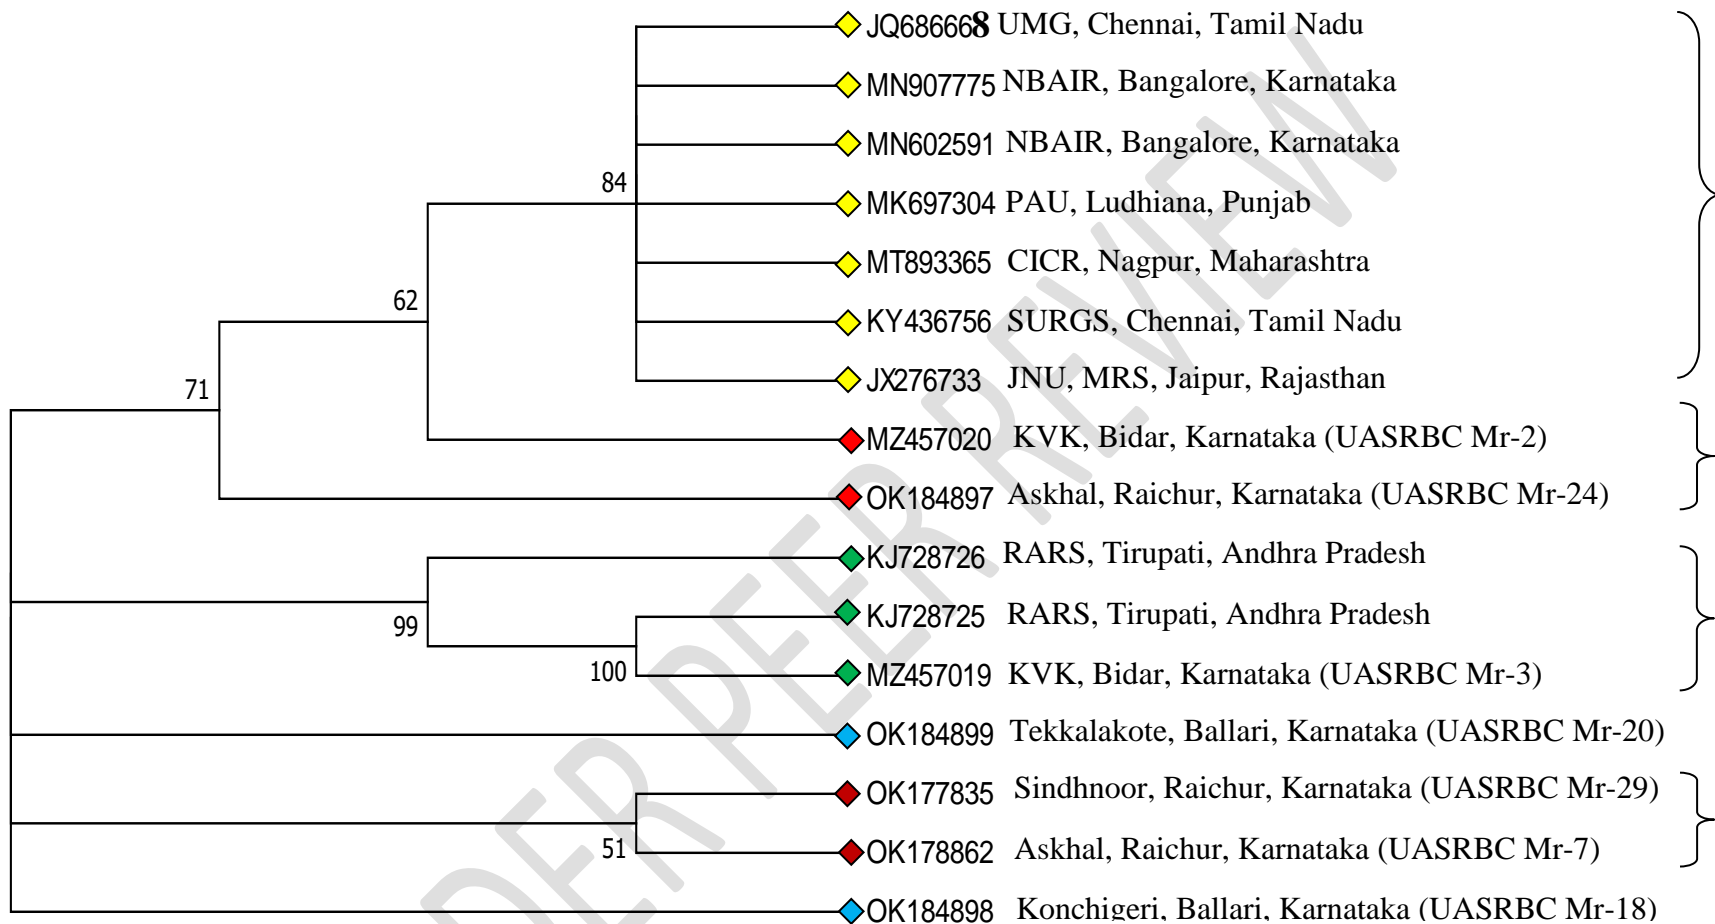 JQ686668 UMG, Chennai, Tamil Nadu
MN907775 NBAIR, Bangalore, Karnataka
MN602591 NBAIR, Bangalore, Karnataka
84
MK697304 PAU, Ludhiana, Punjab
MT893365 CICR, Nagpur, Maharashtra
62
KY436756 SURGS, Chennai, Tamil Nadu
JX276733 JNU, MRS, Jaipur, Rajasthan
71
MZ457020 KVK, Bidar, Karnataka (UASRBC Mr-2)
OK184897 Askhal, Raichur, Karnataka (UASRBC Mr-24)
KJ728726 RARS, Tirupati, Andhra Pradesh
KJ728725 RARS, Tirupati, Andhra Pradesh
99
100
MZ457019 KVK, Bidar, Karnataka (UASRBC Mr-3)
OK184899 Tekkalakote, Ballari, Karnataka (UASRBC Mr-20)
OK177835 Sindhnoor, Raichur, Karnataka (UASRBC Mr-29)
51
OK178862 Askhal, Raichur, Karnataka (UASRBC Mr-7)
OK184898 Konchigeri, Ballari, Karnataka (UASRBC Mr-18)
DER PEER REVIEW